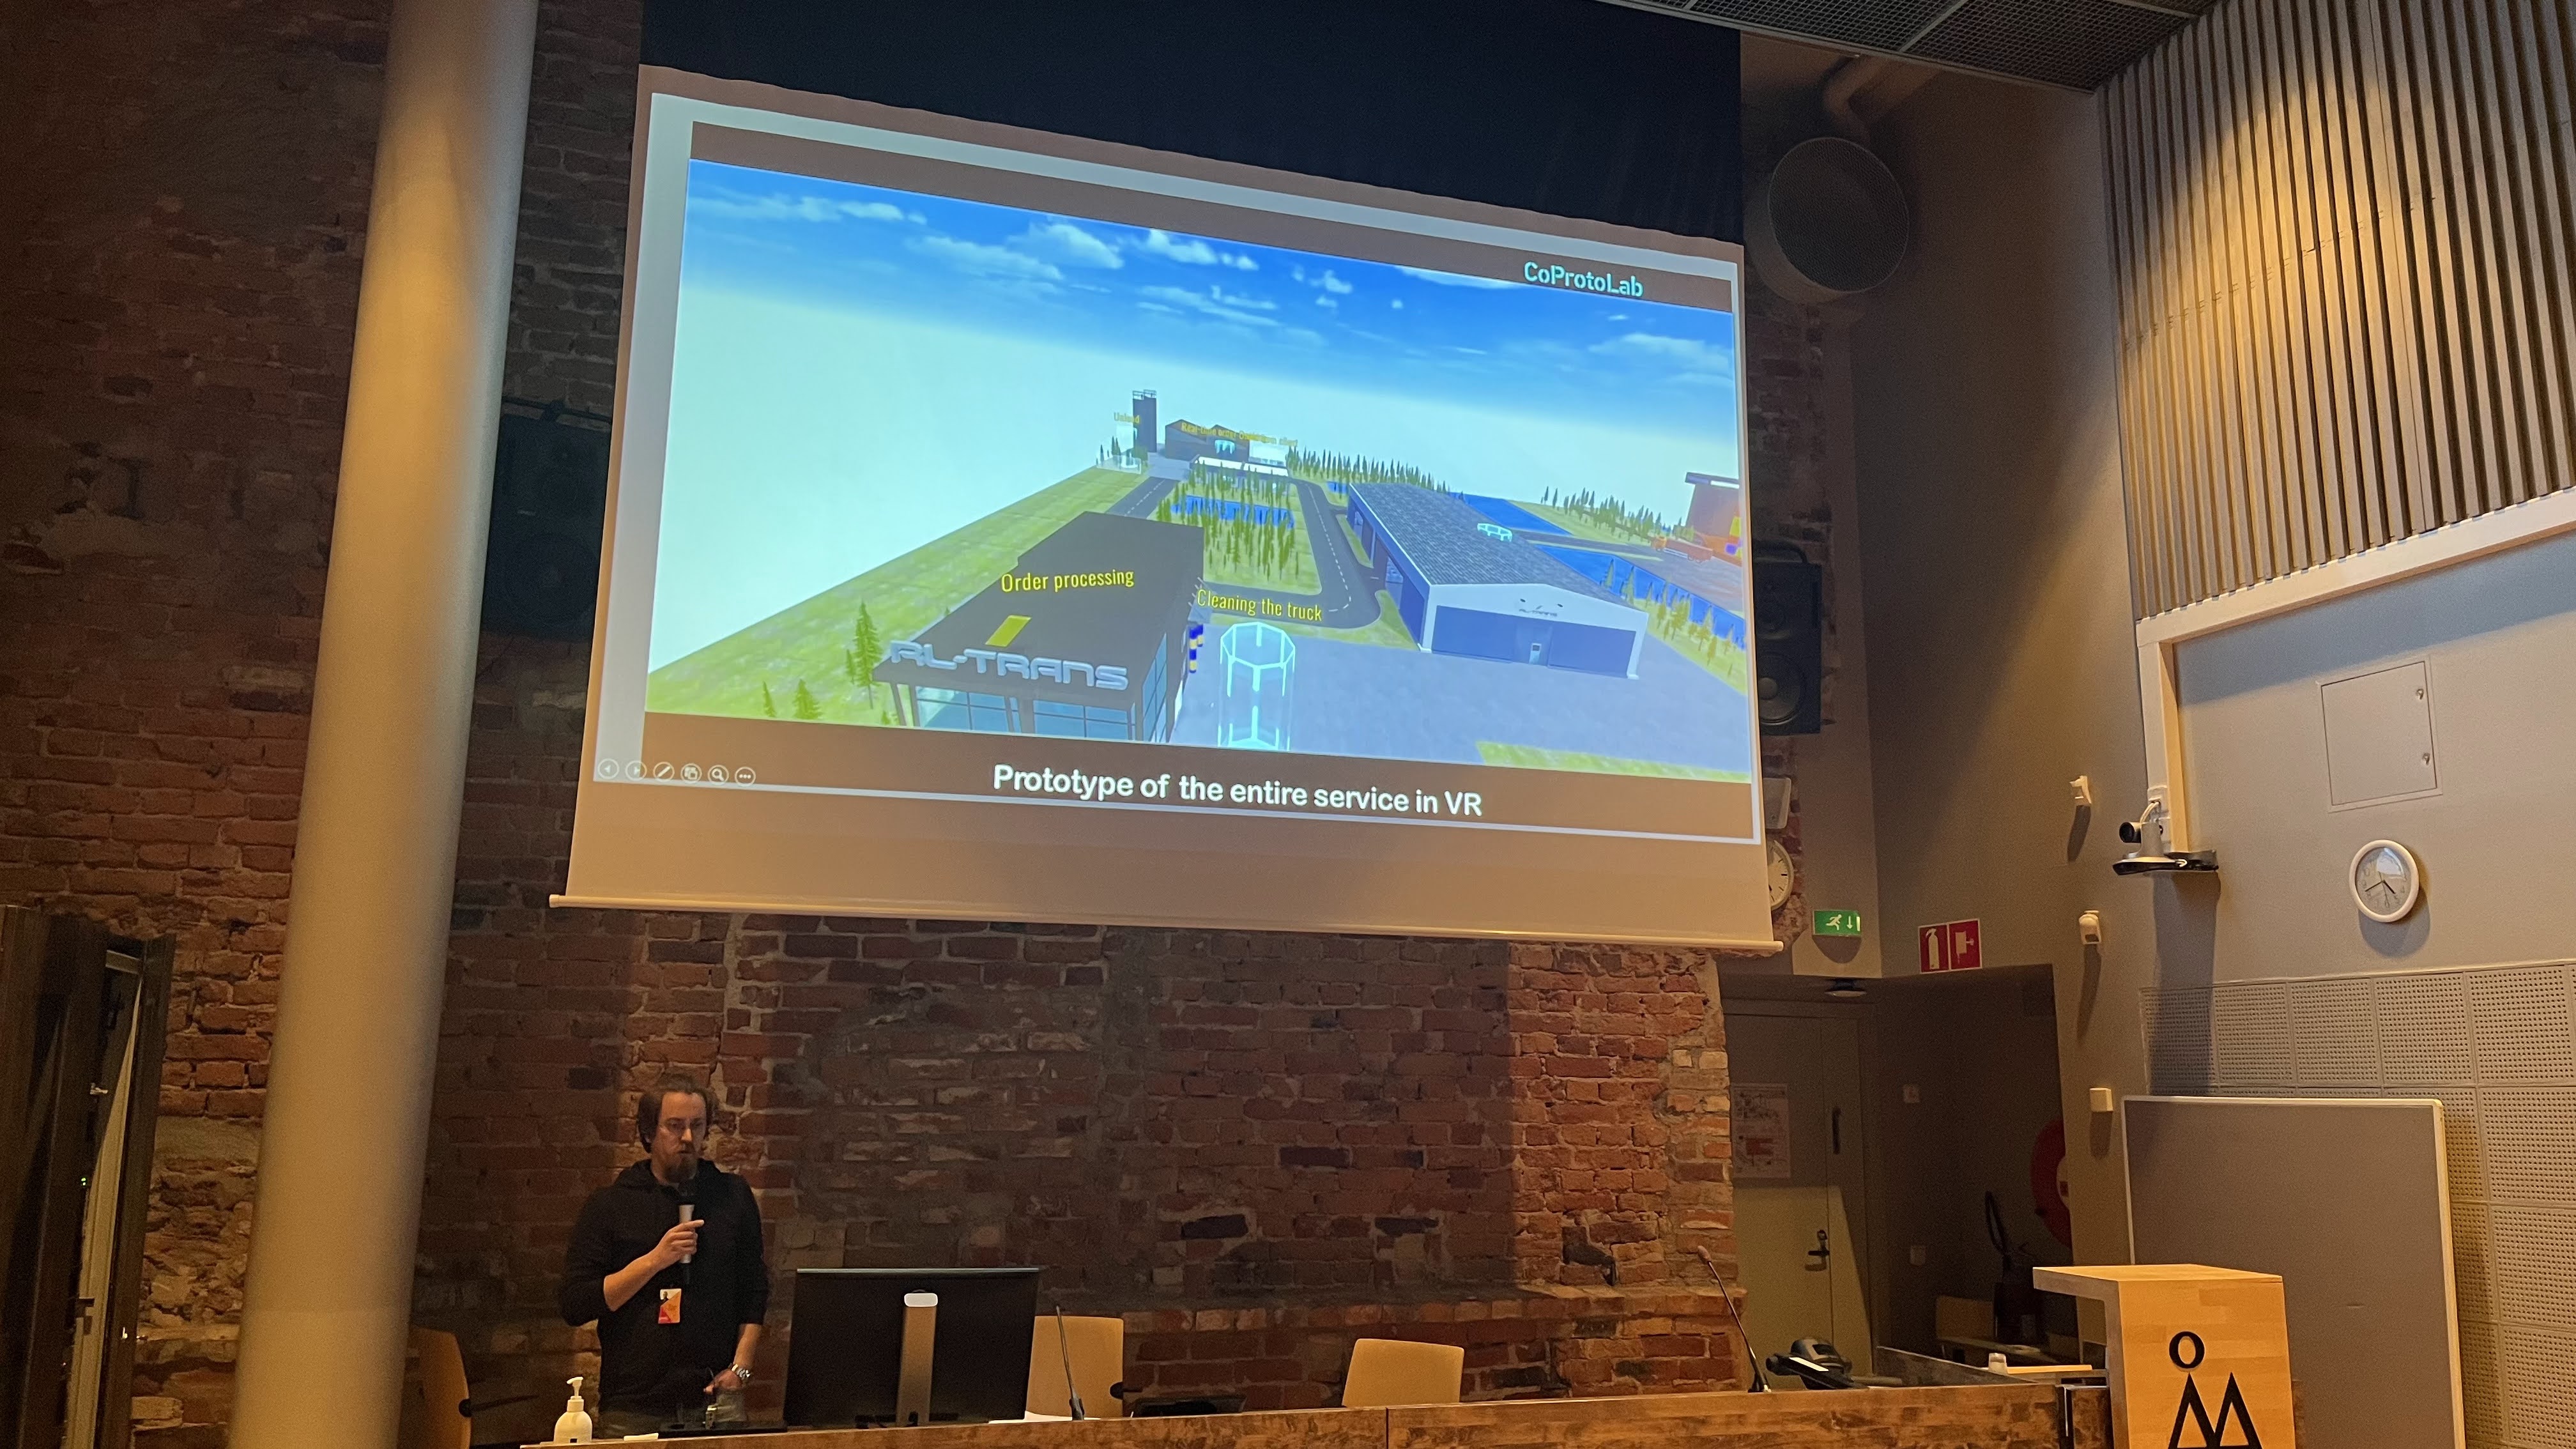 CoProtoLab
Order processing
Cleaning the truck
RL-TRANS
Prototype of the entire service in VR